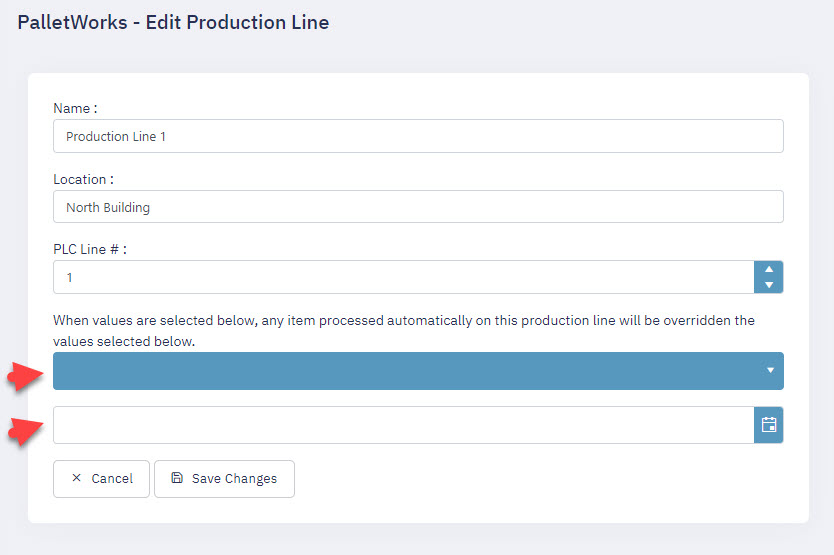 PalletWorks - Edit Production Line
Name :
Production Line 1
Location :
North Building
PLC Line # :
1
When values are selected below, any item processed automatically on this production line will be overridden the
values selected below.
Cancel
Save Changes